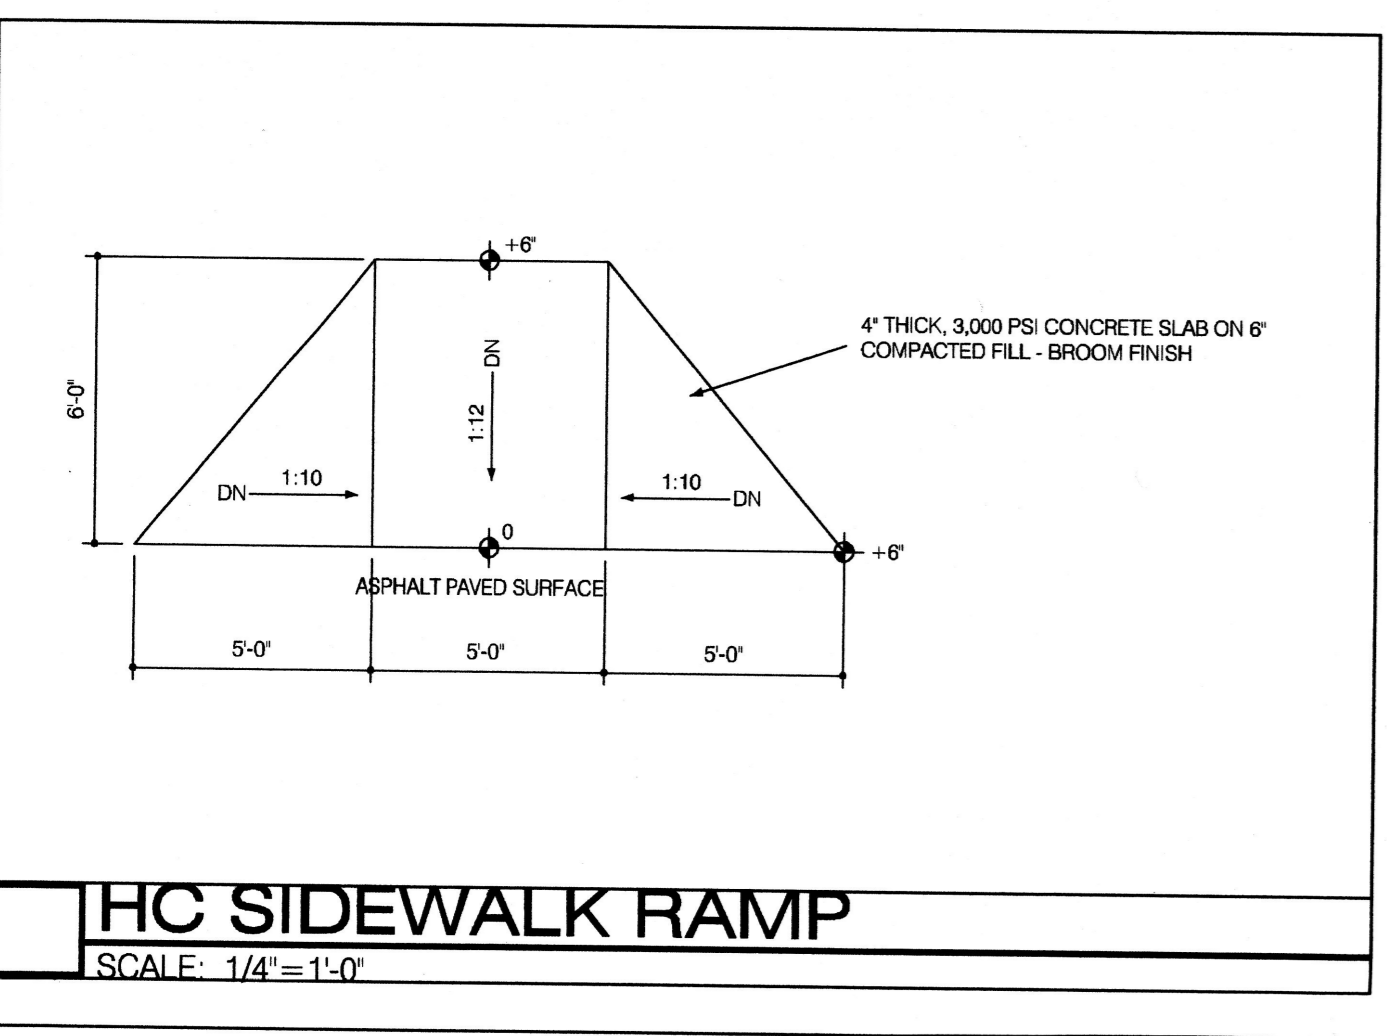 +6"
4" THICK, 3,000 PSI CONCRETE SLAB ON 6"
COMPACTED FILL - BROOM FINISH
DN
6'-0"
1:12
DN 1:10
1:10 DN
0
+6"
ASPHALT PAVED SURFACE
5'-0"
5'-0"
5'-0"
HC SIDEWALK RAMP
SCALE: 1/4"=1'-0"